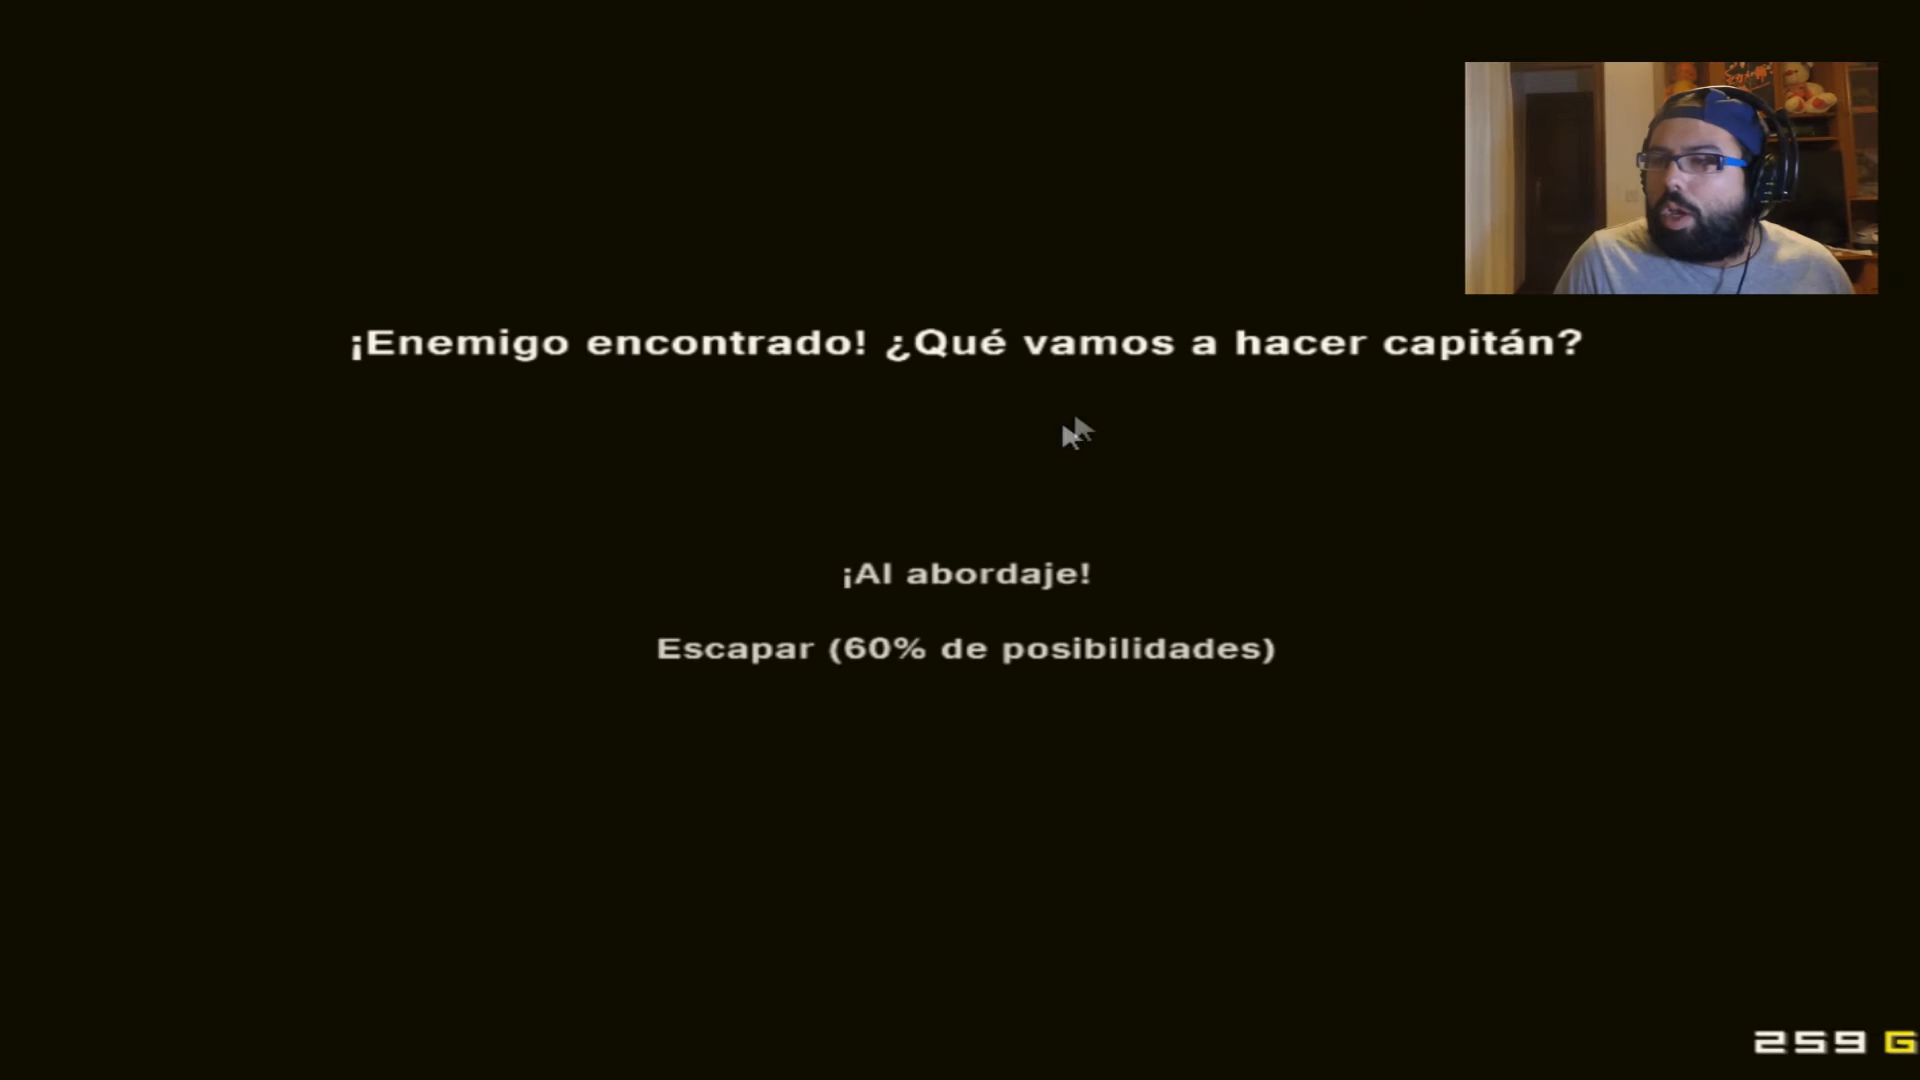 ¡Enemigo encontrado! ¿Qué vamos a hacer capitán?
¡Al abordaje!
Escapar (60% de posibilidades)
259 G